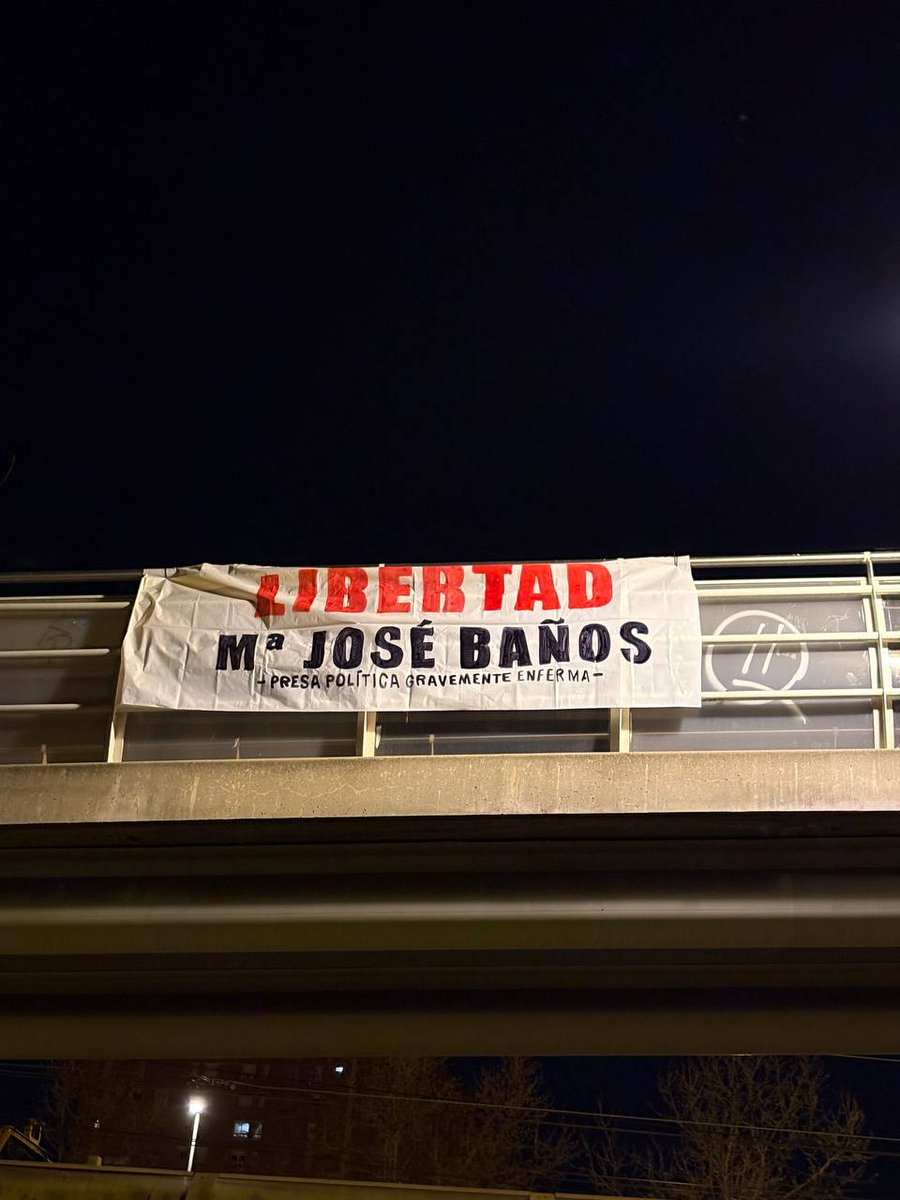 LIBERTAD
Mª JOSÉ BAÑOS
-PRESA POLÍTICA GRAVEMENTE ENFERMA-